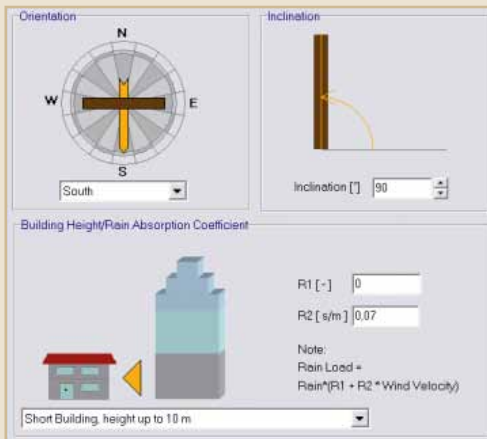 Orientation
N
W
E
S
South
Inclination
Inclination [°]
90
Building Height/Rain Absorption Coefficient
R1 [ - ]
0
R2 [ s/m ]
0,07
Note:
Rain Load =
Rain*(R1 + R2 * Wind Velocity)
Short Building, height up to 10 m